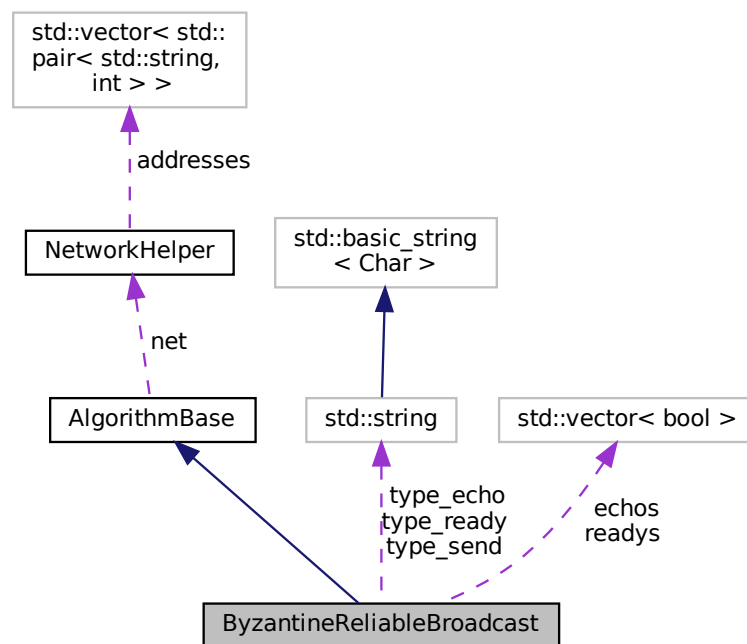 std::vector< std::
pair< std::string,
int > >
addresses
NetworkHelper
std::basic_string
< Char >
net
AlgorithmBase
std::string
std::vector< bool >
type_echo
type_ready
type_send
echos
readys
ByzantineReliableBroadcast